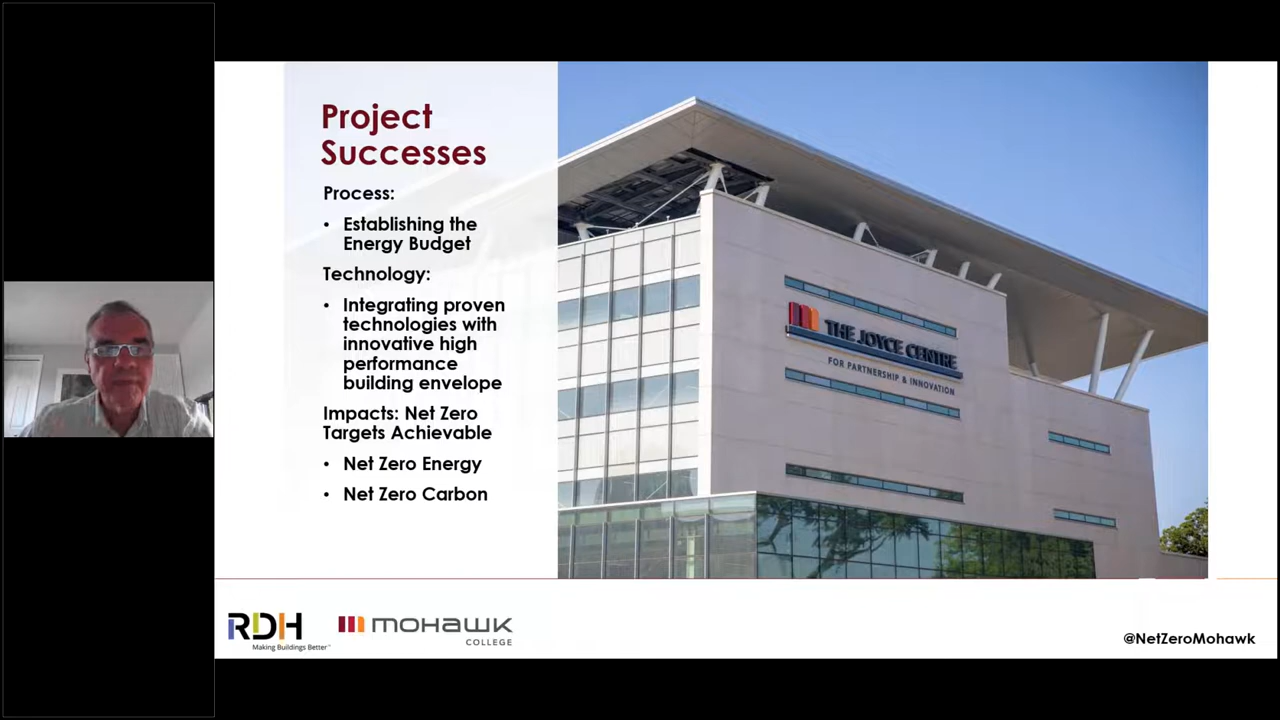 Project
Successes
Process:
• Establishing the
Energy Budget
Technology:
• Integrating proven
technologies with
innovative high
performance
building envelope
Impacts: Net Zero
Targets Achievable
• Net Zero Energy
• Net Zero Carbon
THE JOYCE CENTRE
FOR PARTNERSHIP & INNOVATION
RDH
Making Buildings Better™
mohawk
COLLEGE
@NetZeroMohawk